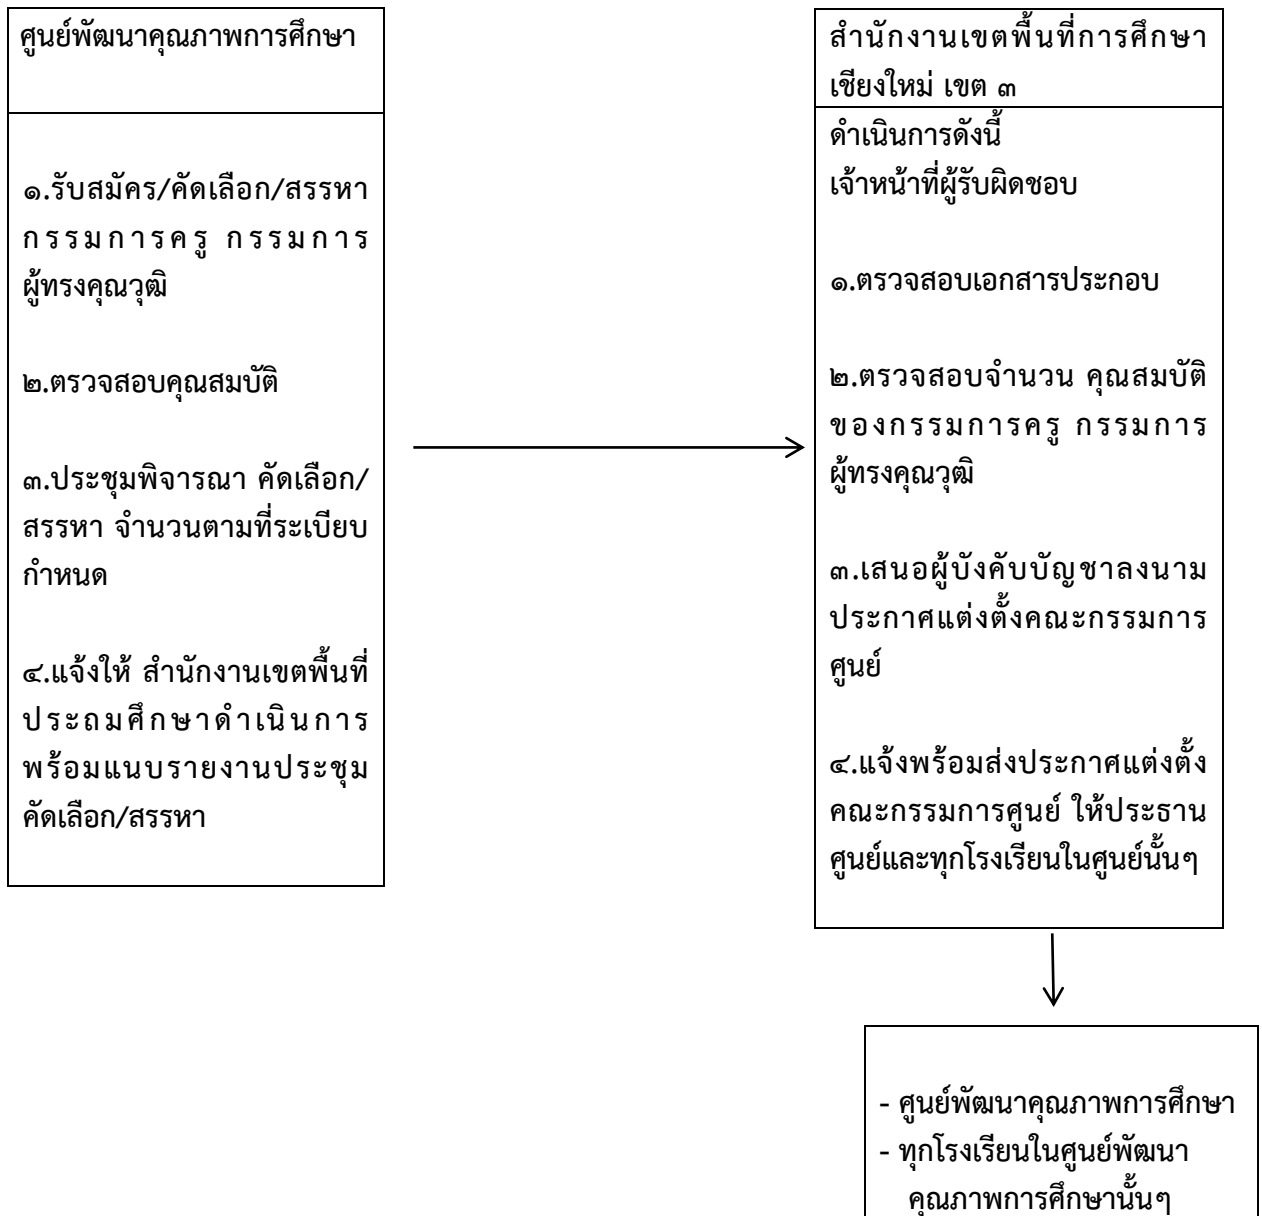 ศูนย์พัฒนาคุณภาพการศึกษา
๑.รับสมัคร/คัดเลือก/สรรหา
กรรมการครู กรรมการ
ผู้ทรงคุณวุฒิ
๒.ตรวจสอบคุณสมบัติ
๓.ประชุมพิจารณา คัดเลือก/
สรรหา จำนวนตามที่ระเบียบ
กำหนด
๔.แจ้งให้ สำนักงานเขตพื้นที่
ประถมศึกษาดำเนินการ
พร้อมแนบรายงานประชุม
คัดเลือก/สรรหา
สำนักงานเขตพื้นที่การศึกษา
เชียงใหม่ เขต ๓
ดำเนินการดังนี้
เจ้าหน้าที่ผู้รับผิดชอบ
๑.ตรวจสอบเอกสารประกอบ
๒.ตรวจสอบจำนวน คุณสมบัติ
ของกรรมการครู กรรมการ
ผู้ทรงคุณวุฒิ
๓.เสนอผู้บังคับบัญชาลงนาม
ประกาศแต่งตั้งคณะกรรมการ
ศูนย์
๔.แจ้งพร้อมส่งประกาศแต่งตั้ง
คณะกรรมการศูนย์ ให้ประธาน
ศูนย์และทุกโรงเรียนในศูนย์นั้นๆ
- ศูนย์พัฒนาคุณภาพการศึกษา
- ทุกโรงเรียนในศูนย์พัฒนา
คุณภาพการศึกษานั้นๆ